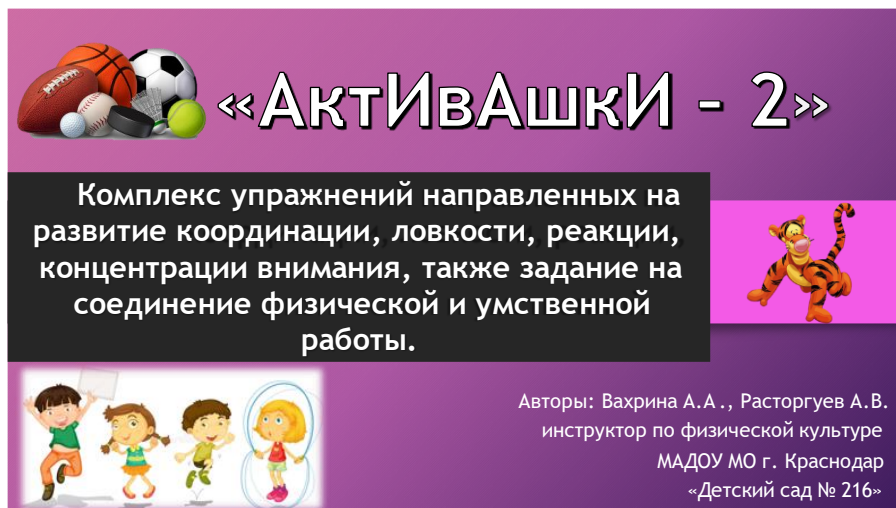 «АктИвАшкИ – 2»
Комплекс упражнений направленных на
развитие координации, ловкости, реакции,
концентрации внимания, также задание на
соединение физической и умственной
работы.
Авторы: Вахрина А.А., Расторгуев А.В.
инструктор по физической культуре
МАДОУ МО г. Краснодар
«Детский сад № 216»